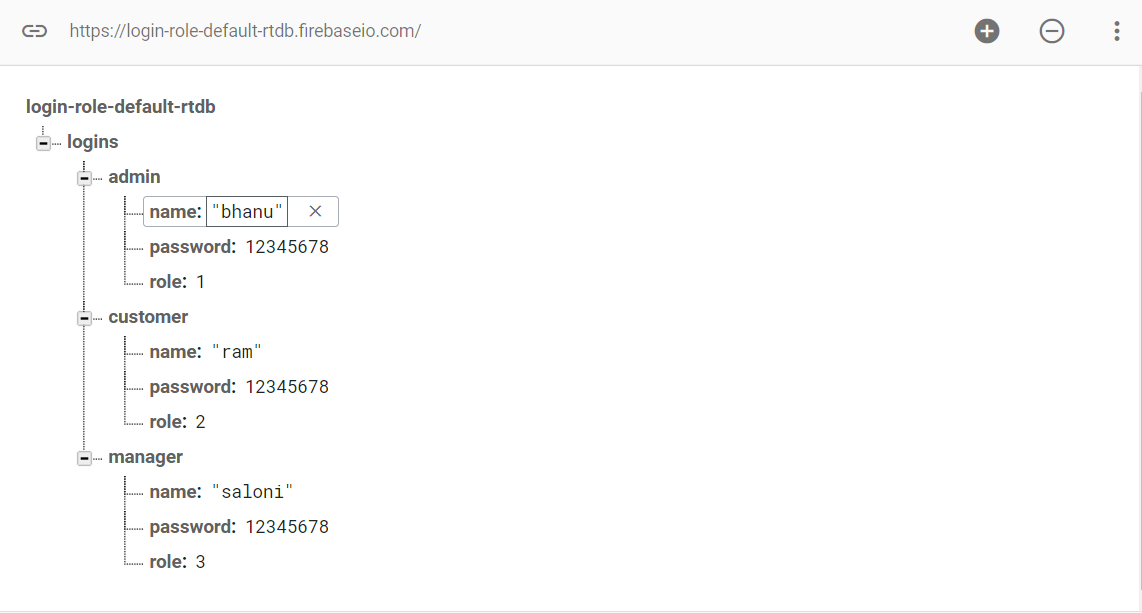 https://login-role-default-rtdb.firebaseio.com/
login-role-default-rtdb
logins
admin
name: "bhanu"
password: 12345678
role: 1
customer
name: "ram"
password: 12345678
role: 2
manager
name: "saloni"
password: 12345678
role: 3